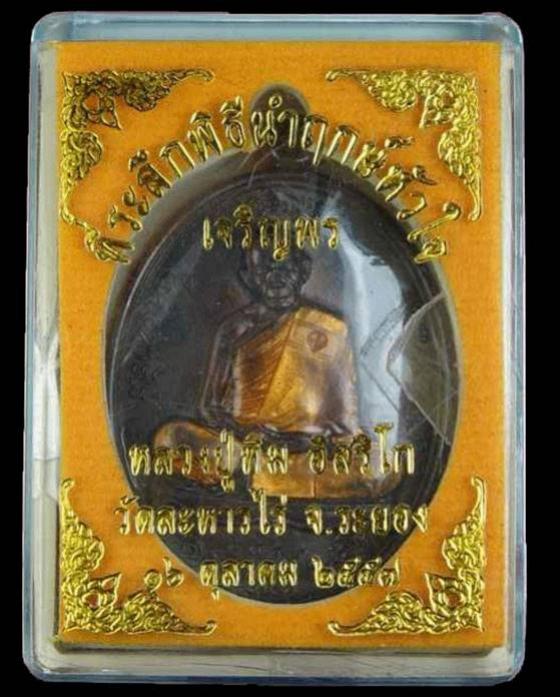 ที่ระลึกพิธีนำฤกษ์หัวใจ
เจริญพร
หลวงปู่ทิม อิสริโก
วัดละหารไร่ จ.ระยอง
๑๖ ตุลาคม ๒๕๕๗